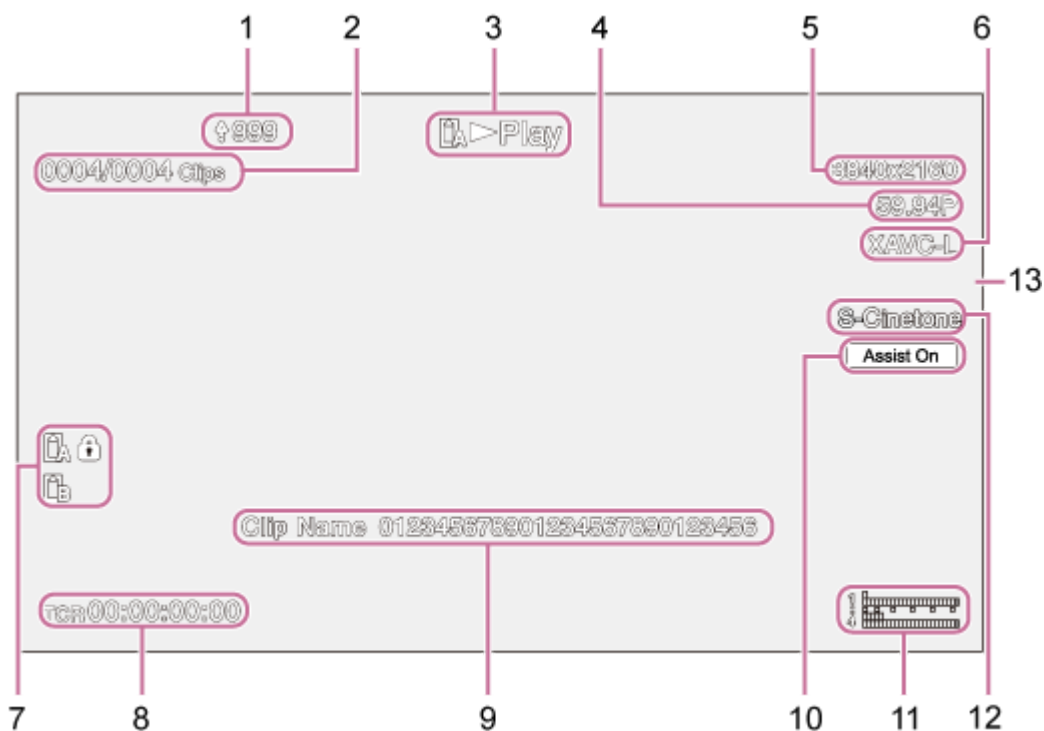 1 2 3 4 5 6
999
A Play
0004/0004 Clips
3840x2160
59.94P
XAVC-L
13
S-Cinetone
Assist On
A
B
Clip Name 012345678901234567890123456
TCR 00:00:00:00
7 8 9 10 11 12